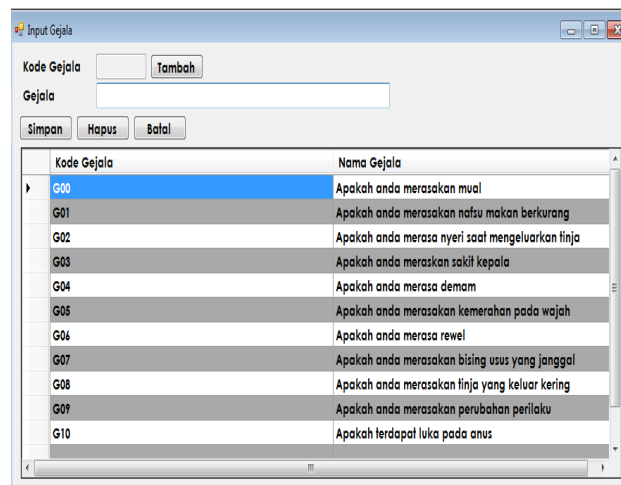 Input Gejala
Kode Gejala Tambah
Gejala
Simpan Hapus Batal
Kode Gejala Nama Gejala
G00 Apakah anda merasakan mual
G01 Apakah anda merasakan nafsu makan berkurang
G02 Apakah anda merasa nyeri saat mengeluarkan tinja
G03 Apakah anda meraskan sakit kepala
G04 Apakah anda merasa demam
G05 Apakah anda merasakan kemerahan pada wajah
G06 Apakah anda merasa rewel
G07 Apakah anda merasakan bising usus yang janggal
G08 Apakah anda merasakan tinja yang keluar kering
G09 Apakah anda merasakan perubahan perilaku
G10 Apakah terdapat luka pada anus